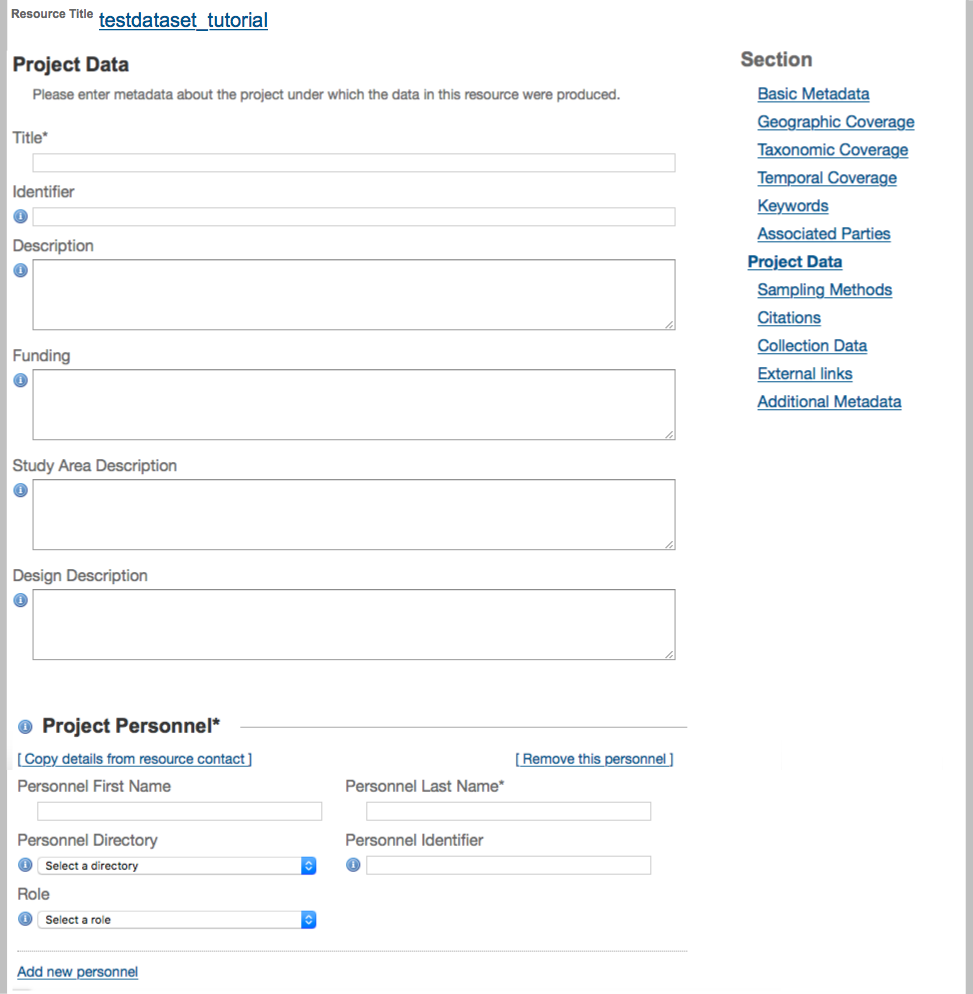 Resource Title testdataset_tutorial
Project Data
Please enter metadata about the project under which the data in this resource were produced.
Title*
Identifier
Description
Funding
Study Area Description
Design Description
Project Personnel*
[ Copy details from resource contact ] [ Remove this personnel ]
Personnel First Name Personnel Last Name*
Personnel Directory Personnel Identifier
Select a directory
Role
Select a role
Add new personnel
Section
Basic Metadata
Geographic Coverage
Taxonomic Coverage
Temporal Coverage
Keywords
Associated Parties
Project Data
Sampling Methods
Citations
Collection Data
External links
Additional Metadata